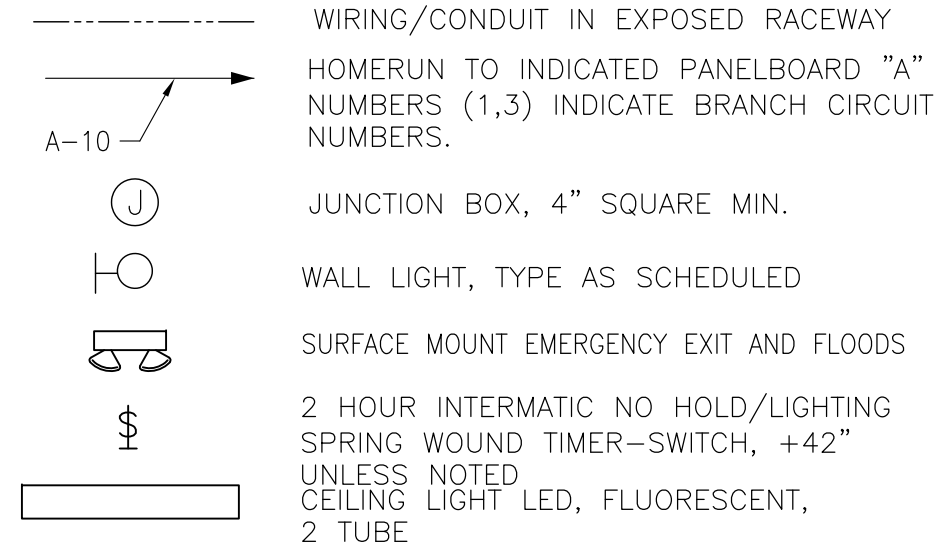 WIRING/CONDUIT IN EXPOSED RACEWAY
HOMERUN TO INDICATED PANELBOARD "A"
NUMBERS (1,3) INDICATE BRANCH CIRCUIT
NUMBERS.
A-10
J
JUNCTION BOX, 4" SQUARE MIN.
WALL LIGHT, TYPE AS SCHEDULED
SURFACE MOUNT EMERGENCY EXIT AND FLOODS
$
2 HOUR INTERMATIC NO HOLD/LIGHTING
SPRING WOUND TIMER-SWITCH, +42"
UNLESS NOTED
CEILING LIGHT LED, FLUORESCENT,
2 TUBE